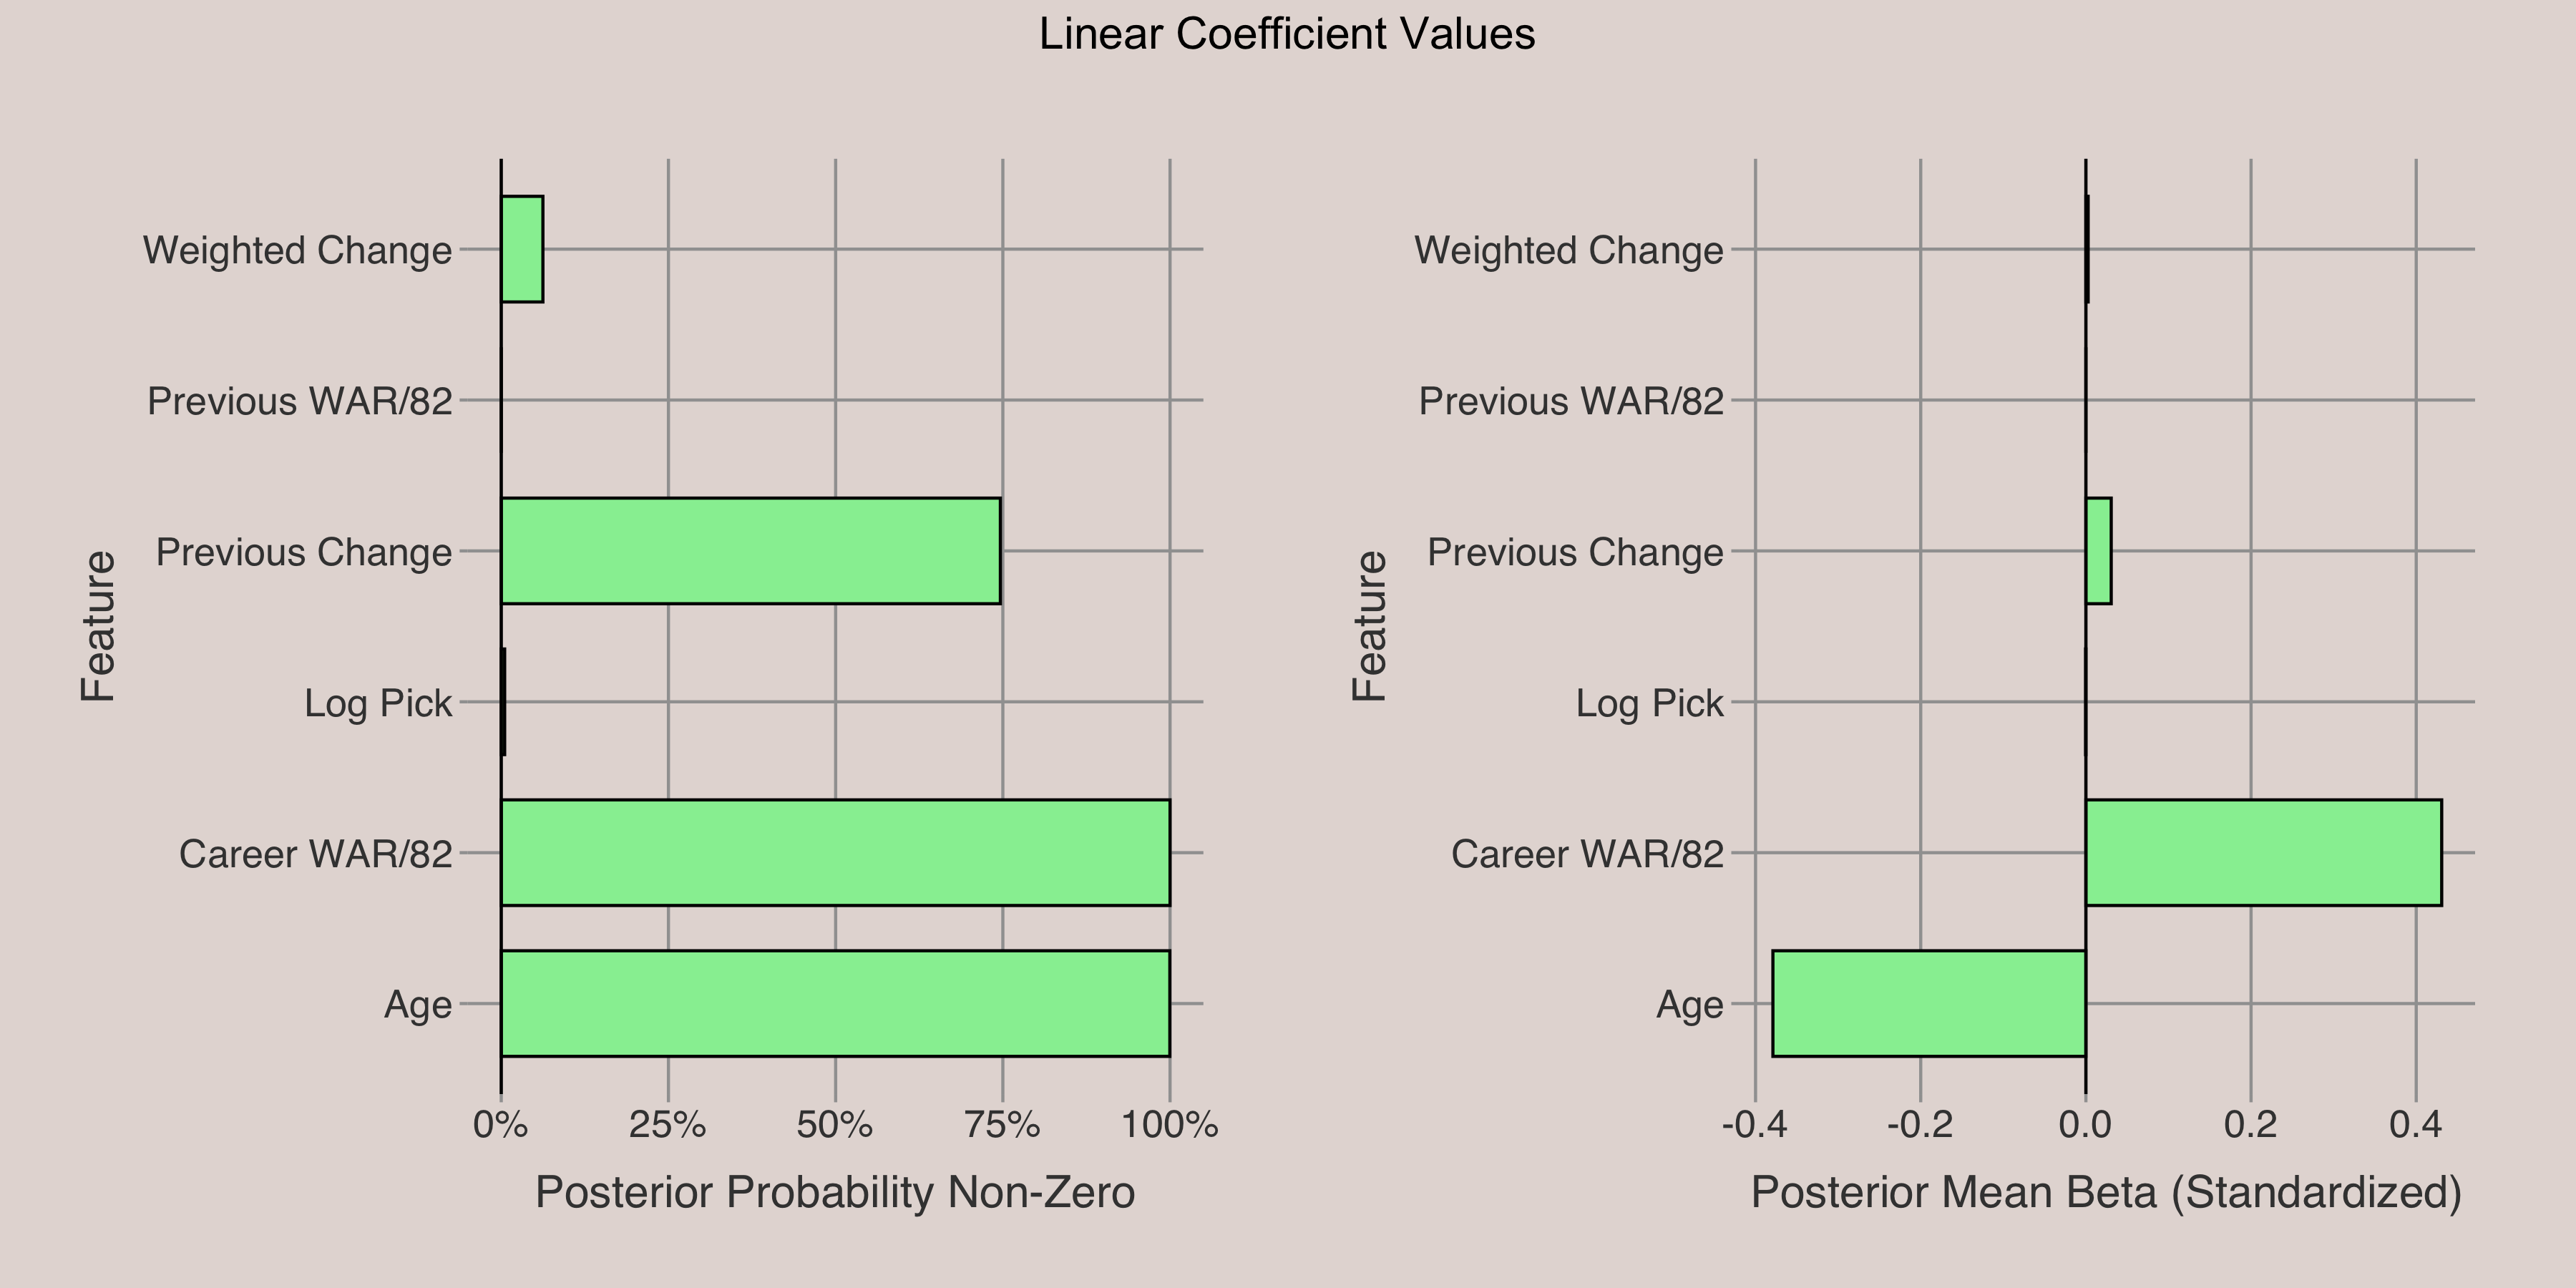 Linear Coefficient Values
Feature
Weighted Change
Previous WAR/82
Previous Change
Log Pick
Career WAR/82
Age
0% 25% 50% 75% 100%
Posterior Probability Non-Zero
Feature
Weighted Change
Previous WAR/82
Previous Change
Log Pick
Career WAR/82
Age
-0.4 -0.2 0.0 0.2 0.4
Posterior Mean Beta (Standardized)